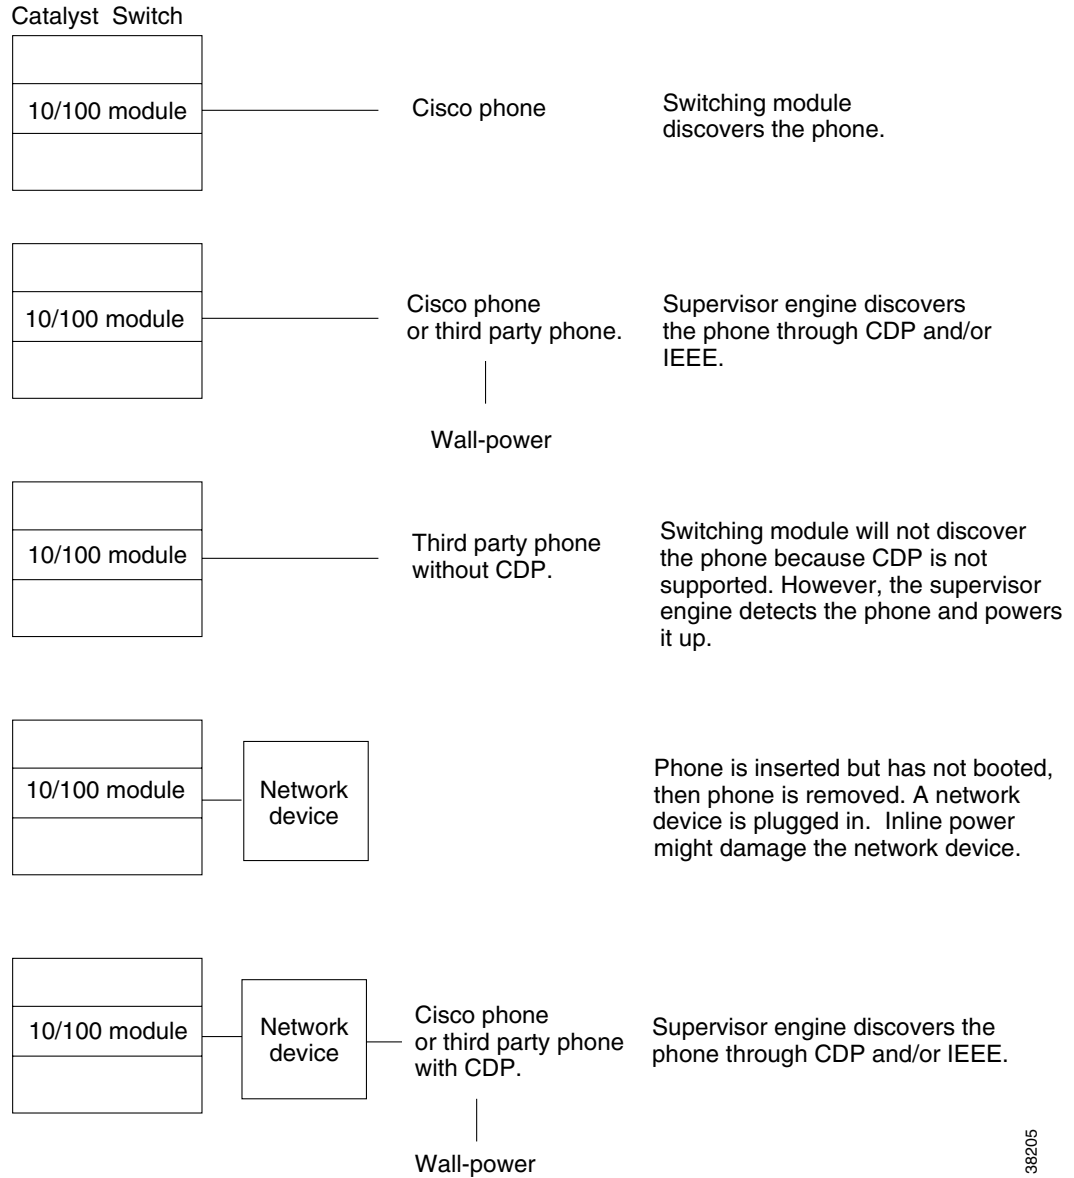 Catalyst Switch
10/100 module
Cisco phone
Switching module
discovers the phone.
10/100 module
Cisco phone
or third party phone.
Wall-power
Supervisor engine discovers
the phone through CDP and/or
IEEE.
10/100 module
Third party phone
without CDP.
Switching module will not discover
the phone because CDP is not
supported. However, the supervisor
engine detects the phone and powers
it up.
10/100 module
Network
device
Phone is inserted but has not booted,
then phone is removed. A network
device is plugged in. Inline power
might damage the network device.
10/100 module
Network
device
Cisco phone
or third party phone
with CDP.
Wall-power
Supervisor engine discovers the
phone through CDP and/or IEEE.
38205